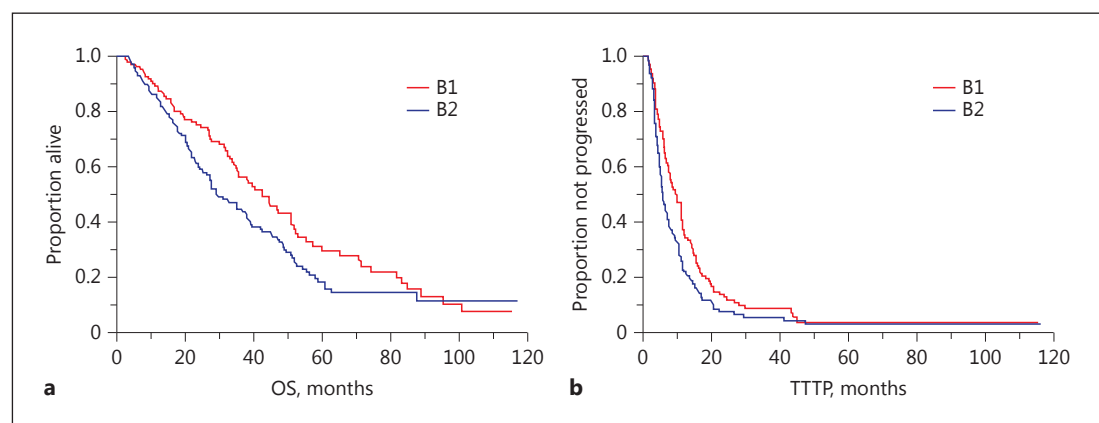 1.0
0.8
0.6
0.4
0.2
0
Proportion alive
B1
B2
0 20 40 60 80 100 120
OS, months
a
1.0
0.8
0.6
0.4
0.2
0
Proportion not progressed
B1
B2
0 20 40 60 80 100 120
TTTP, months
b